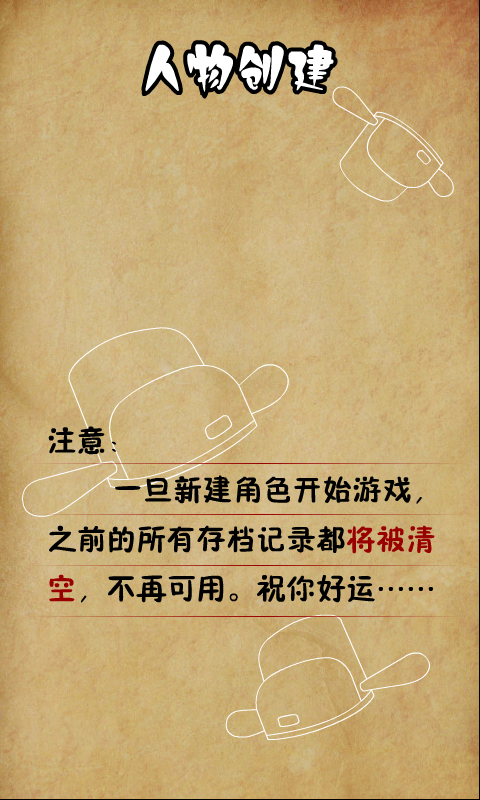 人物创建
注意：
一旦新建角色开始游戏，
之前的所有存档记录都将被清
空，不再可用。祝你好运……